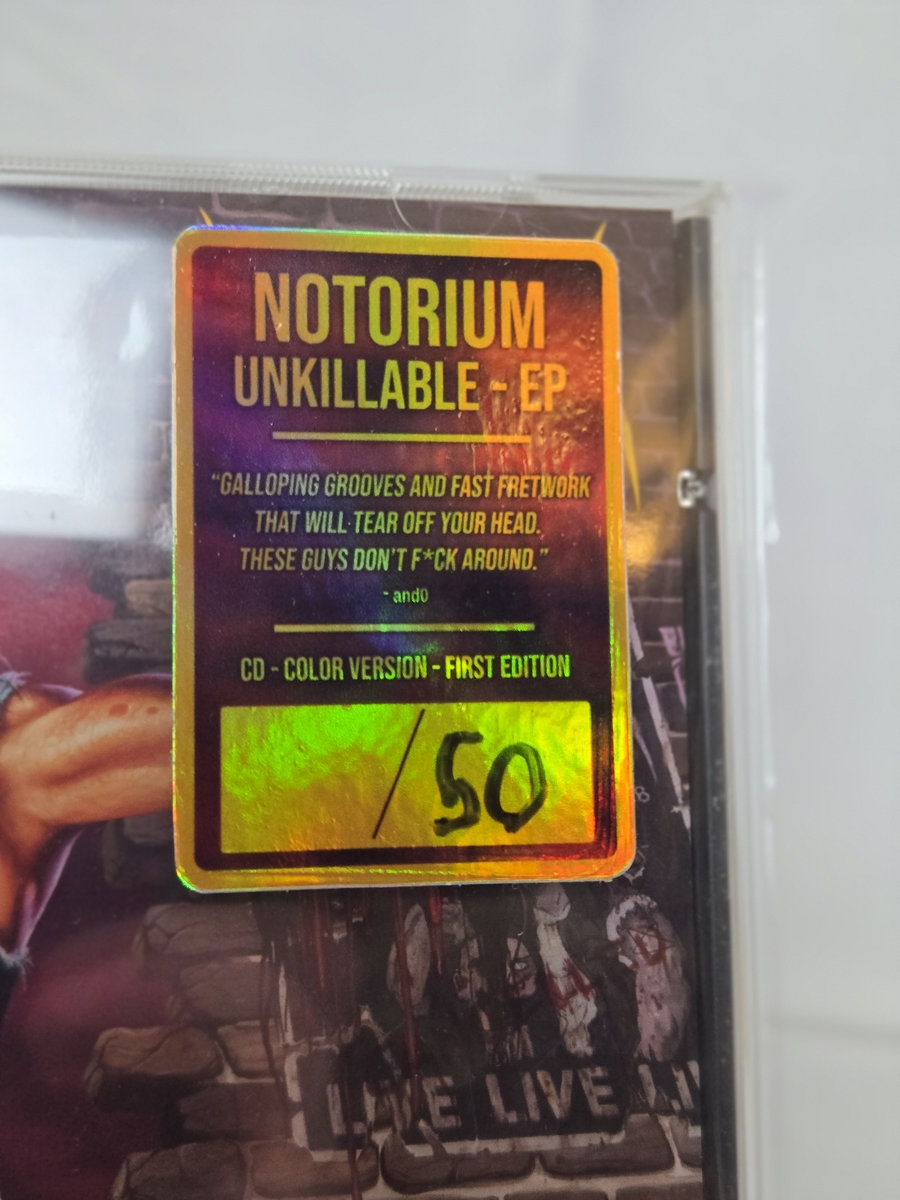 NOTORIUM
UNKILLABLE - EP
“GALLOPING GROOVES AND FAST FRETWORK
THAT WILL TEAR OFF YOUR HEAD.
THESE GUYS DON'T F*CK AROUND.”
- and0
CD - COLOR VERSION - FIRST EDITION
/ 50
LIVE LIVE LIV